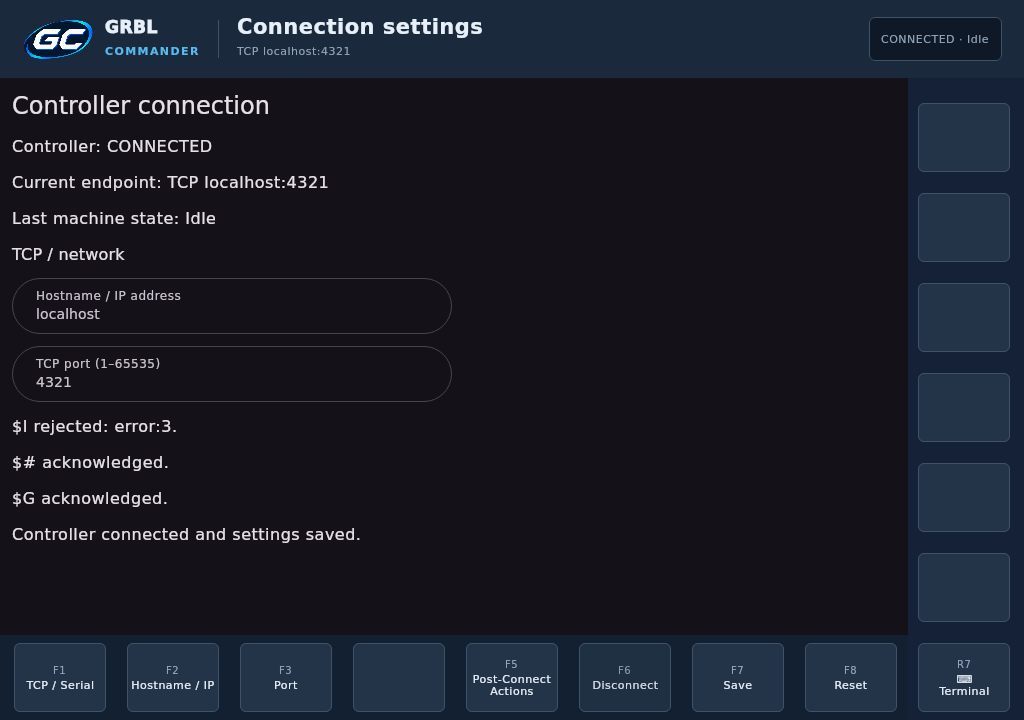 GC
GRBL
COMMANDER
Connection settings
TCP localhost:4321
CONNECTED · Idle
Controller connection
Controller: CONNECTED
Current endpoint: TCP localhost:4321
Last machine state: Idle
TCP / network
Hostname / IP address
localhost
TCP port (1–65535)
4321
$I rejected: error:3.
$# acknowledged.
$G acknowledged.
Controller connected and settings saved.
F1
TCP / Serial
F2
Hostname / IP
F3
Port
F5
Post-Connect
Actions
F6
Disconnect
F7
Save
F8
Reset
R7
⌨
Terminal